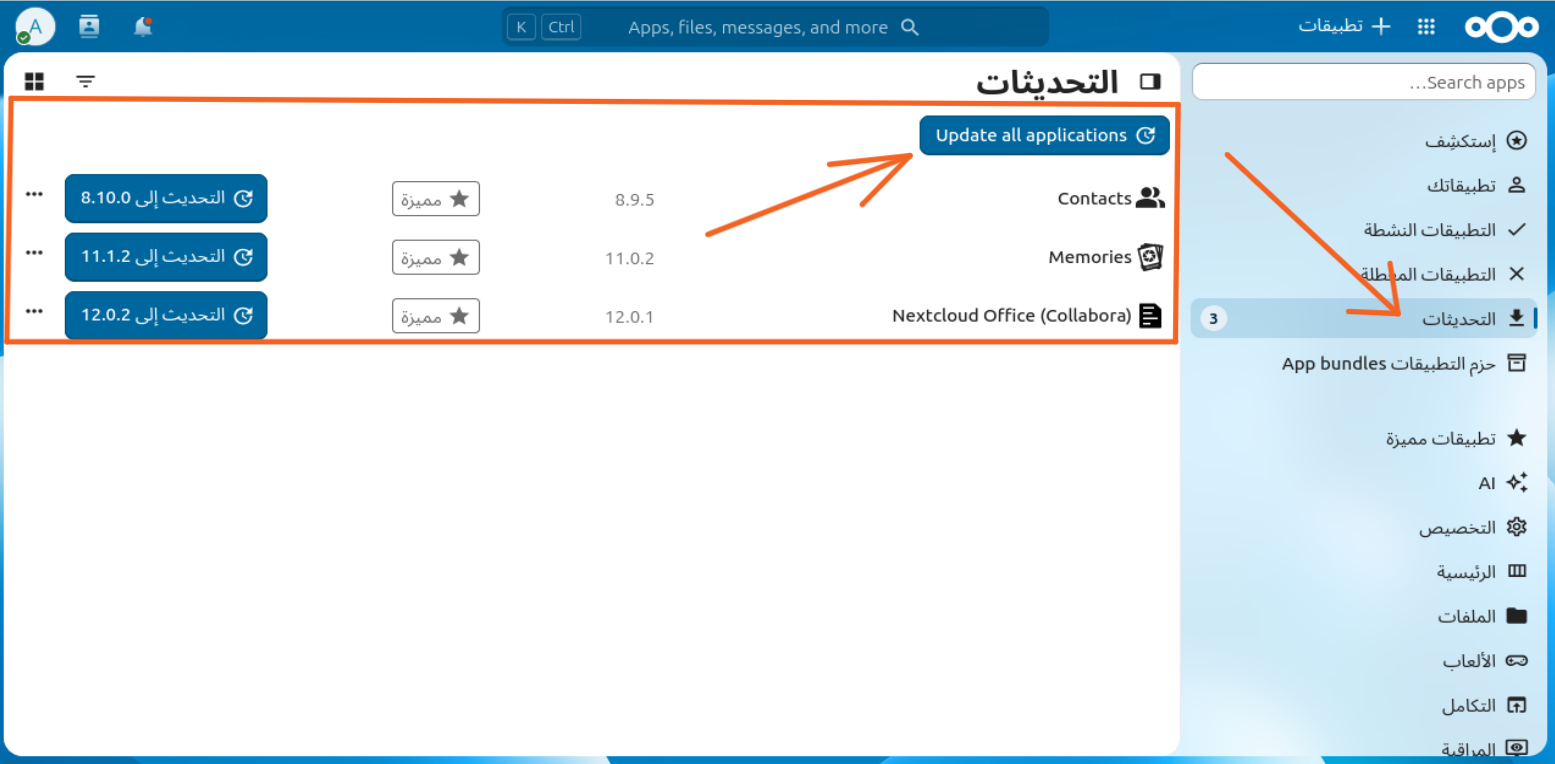 تطبيقات
Apps, files, messages, and more
Ctrl
K
A
Search apps…
إستكشِف
تطبيقاتك
التطبيقات النشطة
التطبيقات المعطلة
التحديثات
3
حزم التطبيقات App bundles
تطبيقات مميزة
AI
التخصيص
الرئيسية
الملفات
الألعاب
التكامل
المراقبة
التحديثات
Update all applications
Contacts 8.9.5 مميزة التحديث إلى 8.10.0
Memories 11.0.2 مميزة التحديث إلى 11.1.2
Nextcloud Office (Collabora) 12.0.1 مميزة التحديث إلى 12.0.2